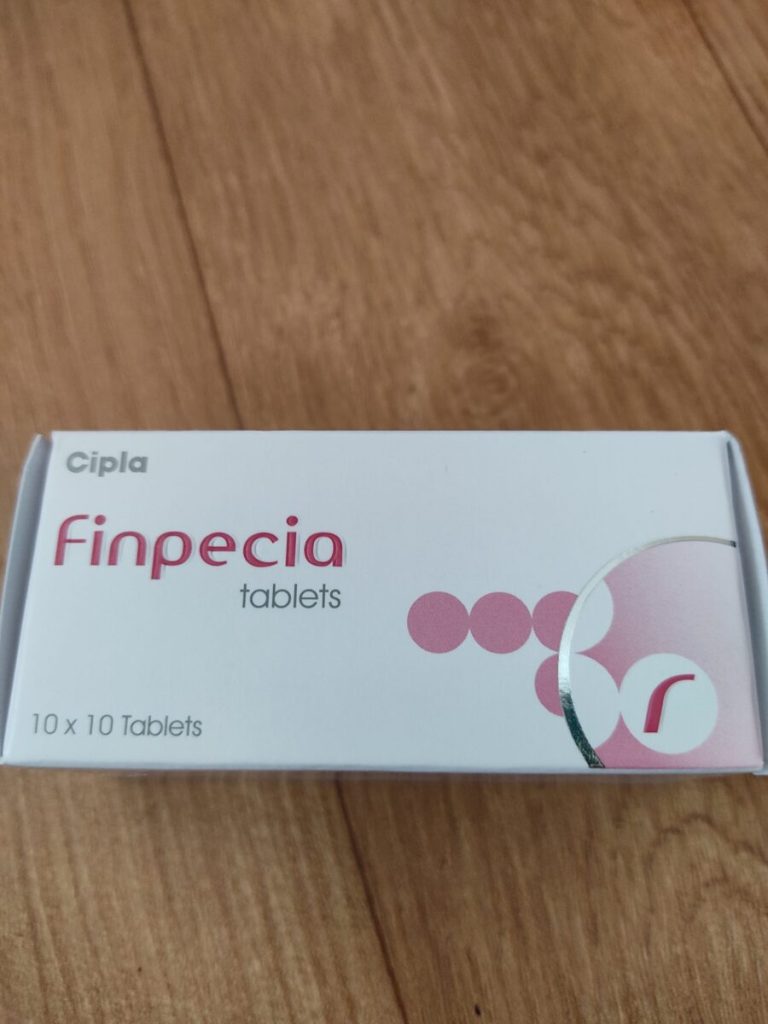 Cipla
Finpecia
tablets
10 x 10 Tablets